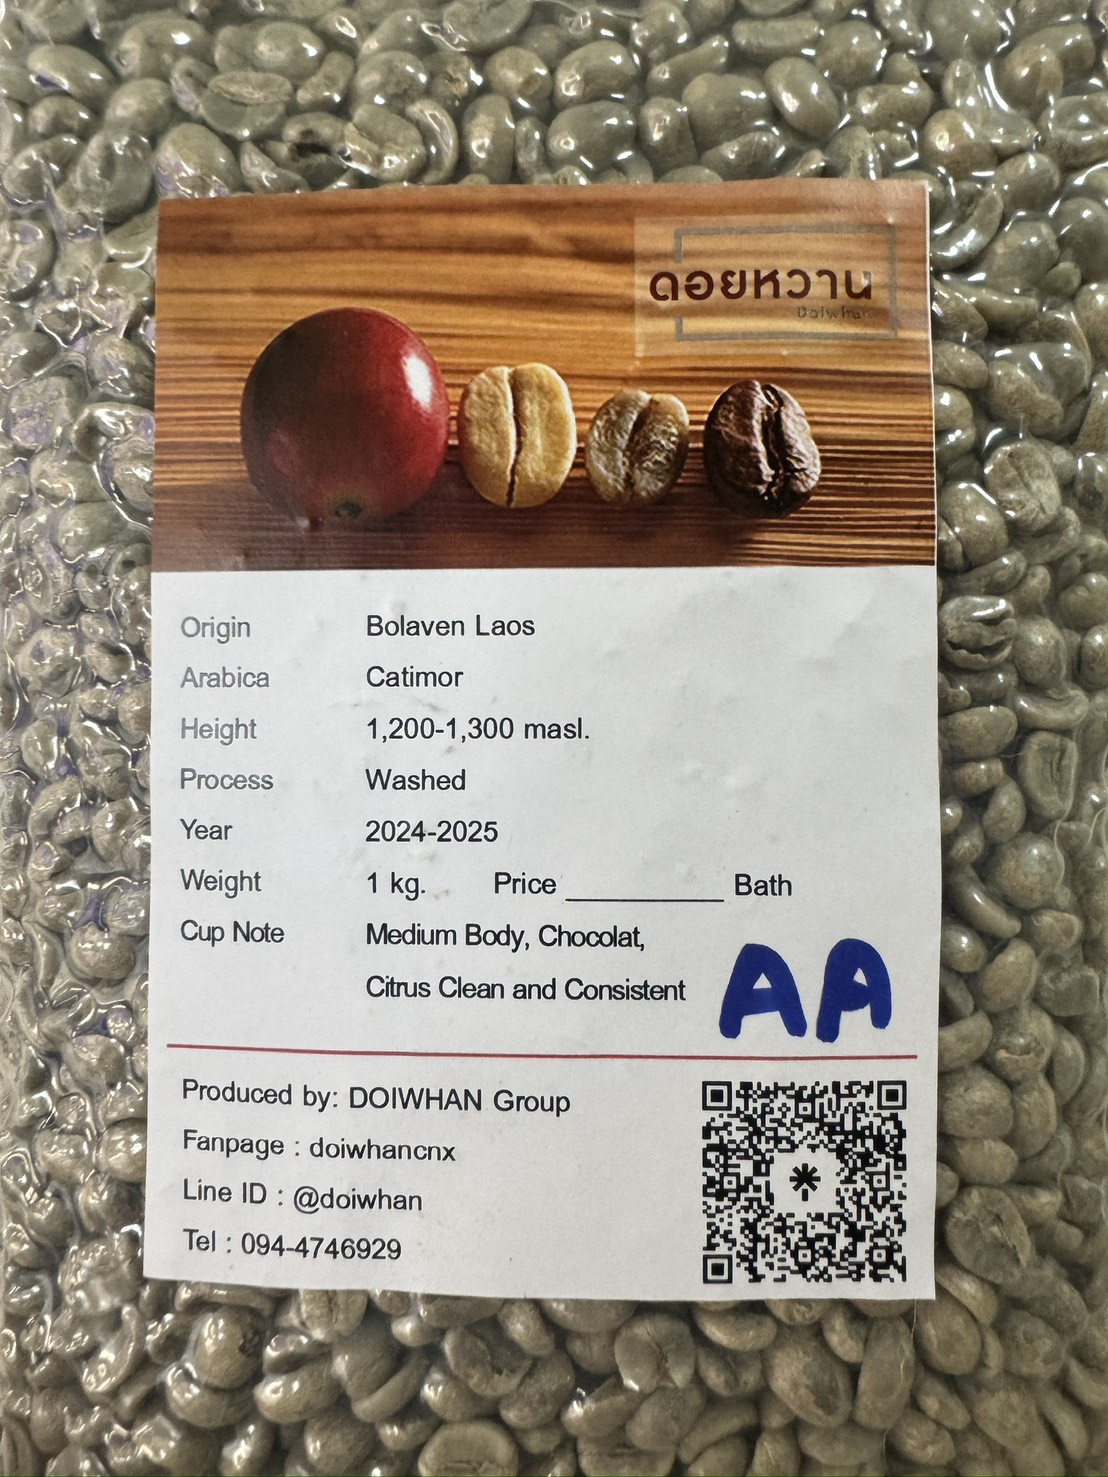 ดอยหวาน
Doiwhan
Origin Bolaven Laos
Arabica Catimor
Height 1,200-1,300 masl.
Process Washed
Year 2024-2025
Weight 1 kg. Price __________ Bath
Cup Note Medium Body, Chocolat,
Citrus Clean and Consistent
AA
Produced by: DOIWHAN Group
Fanpage : doiwhancnx
Line ID : @doiwhan
Tel : 094-4746929